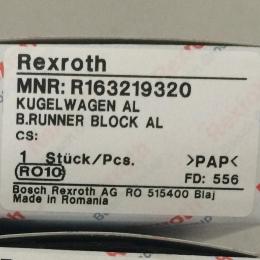 Rexroth
MNR: R163219320
KUGELWAGEN AL
B.RUNNER BLOCK AL
CS:
1 Stück/Pcs. >PAP<
RO10 FD: 556
Bosch Rexroth AG RO 515400 Blaj
Made in Romania